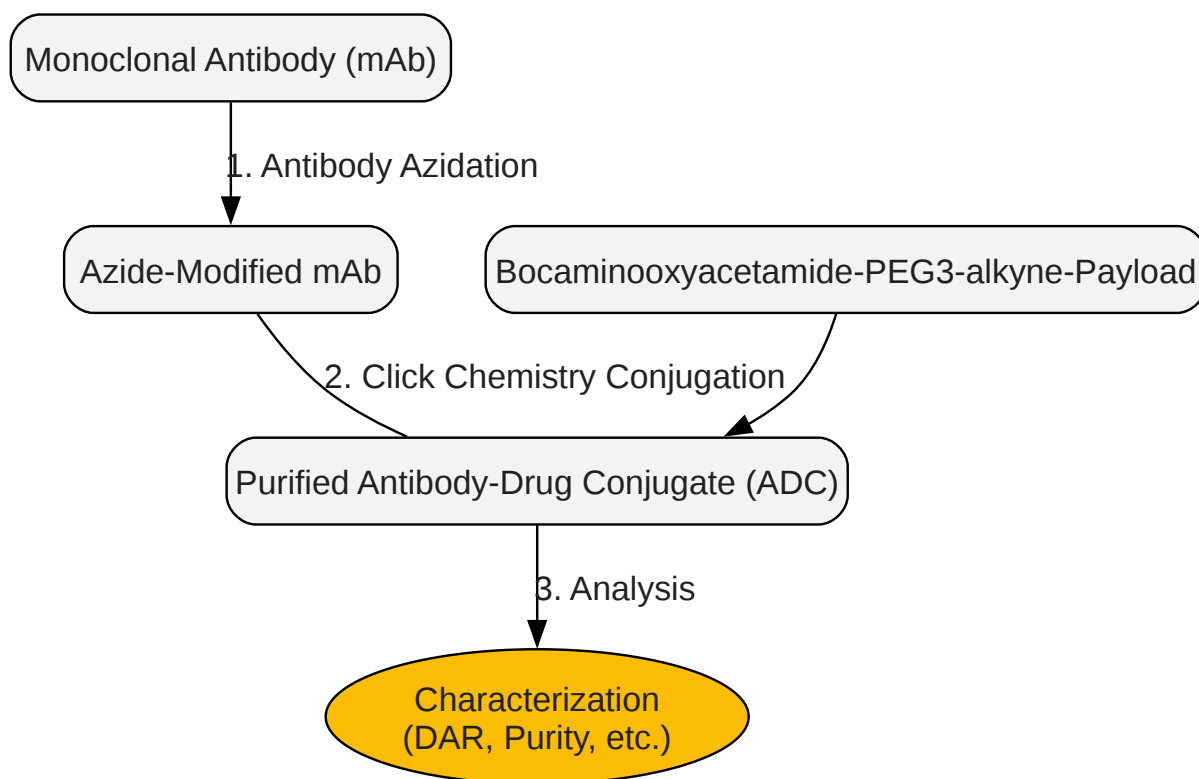 Monoclonal Antibody (mAb)
1. Antibody Azidation
Azide-Modified mAb
Bocaminooxyacetamide-PEG3-alkyne-Payload
2. Click Chemistry Conjugation
Purified Antibody-Drug Conjugate (ADC)
3. Analysis
Characterization
(DAR, Purity, etc.)